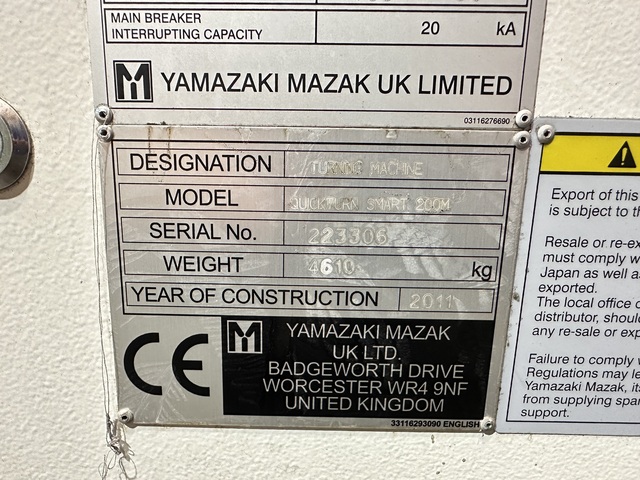 MAIN BREAKER
INTERRUPTING CAPACITY 20 kA
YAMAZAKI MAZAK UK LIMITED
03116276690
DESIGNATION TURNING MACHINE
MODEL QUICKTURN SMART 200M
SERIAL No. 223306
WEIGHT 4610 kg
YEAR OF CONSTRUCTION 2011
CE
YAMAZAKI MAZAK
UK LTD.
BADGEWORTH DRIVE
WORCESTER WR4 9NF
UNITED KINGDOM
33116293090 ENGLISH
Export of this
is subject to
Resale or re-ex
must comply w
Japan as well a
exported.
The local office o
distributor, shoul
any re-sale or exp
Failure to comply
Regulations may le
Yamazaki Mazak, its
from supplying spar
support.